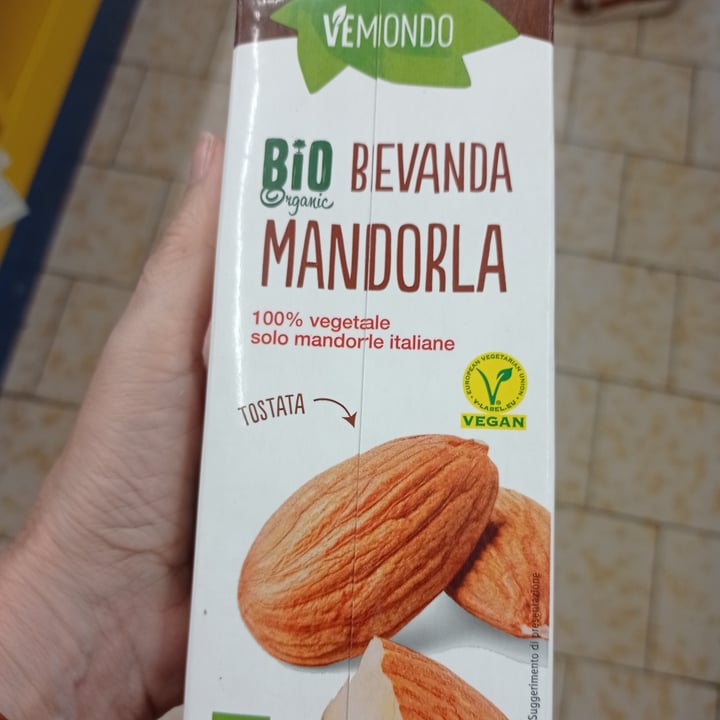 VEMONDO
BiO BEVANDA
Organic
MANDORLA
100% vegetale
solo mandorle italiane
EUROPEAN VEGETARIAN UNION
V-LABEL.EU
VEGAN
TOSTATA
Suggerimento di presentazione